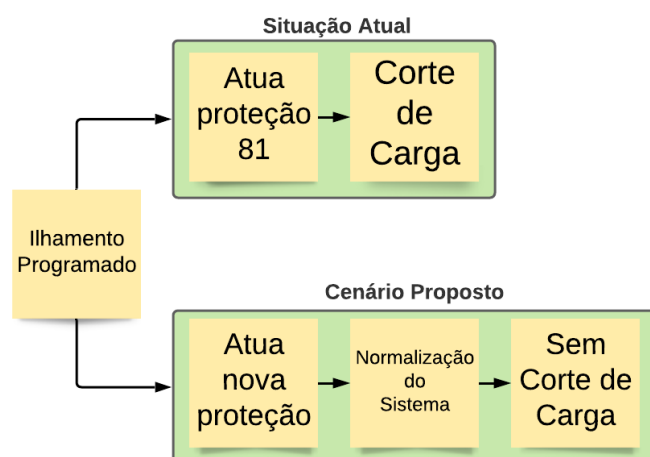 Situação Atual
Atua
proteção
81
Corte
de
Carga
Ilhamento
Programado
Cenário Proposto
Atua
nova
proteção
Normalização
do
Sistema
Sem
Corte de
Carga